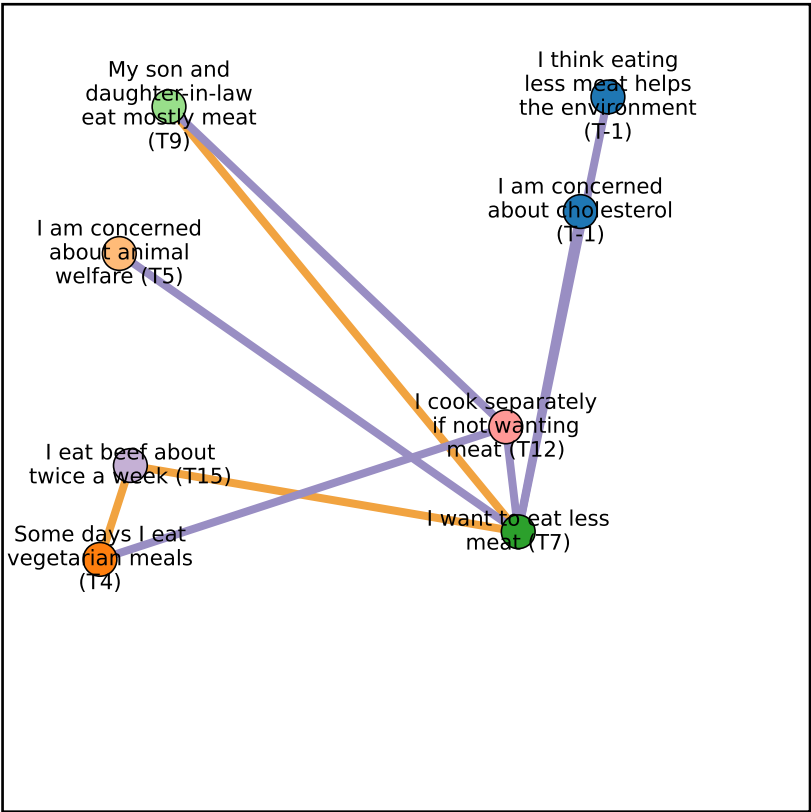 My son and
daughter-in-law
eat mostly meat
(T9)
I think eating
less meat helps
the environment
(T-1)
I am concerned
about cholesterol
(T-1)
I am concerned
about animal
welfare (T5)
I cook separately
if not wanting
meat (T12)
I eat beef about
twice a week (T15)
I want to eat less
meat (T7)
Some days I eat
vegetarian meals
(T4)